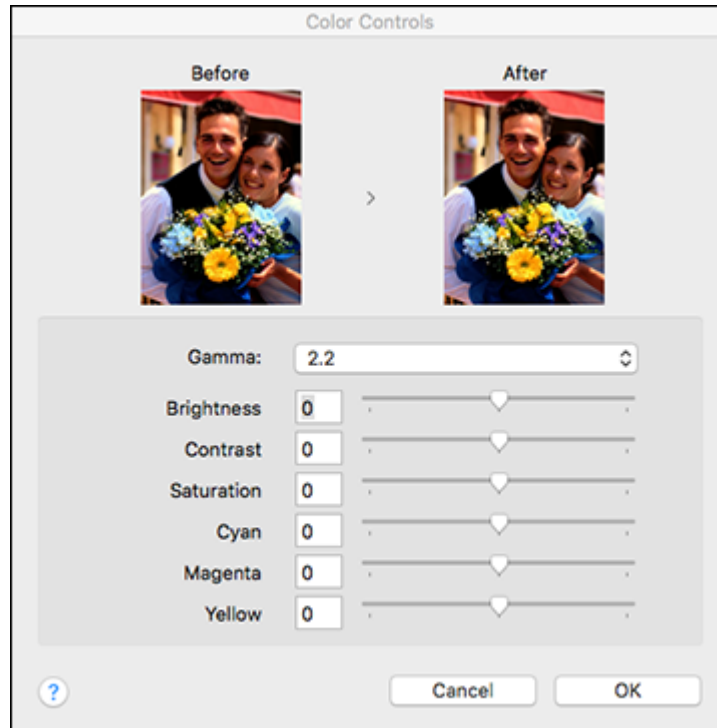 Color Controls
Before After
>
Gamma: 2.2
Brightness 0
Contrast 0
Saturation 0
Cyan 0
Magenta 0
Yellow 0
? Cancel OK